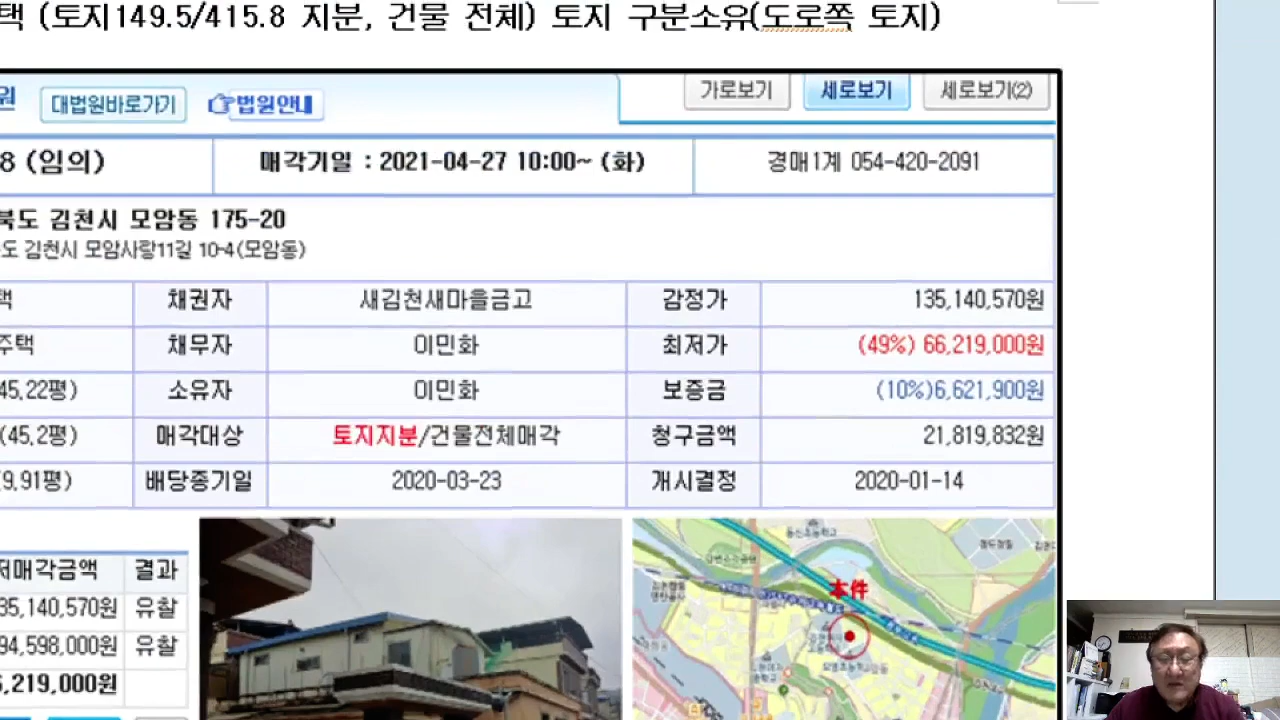 택 (토지149.5/415.8 지분, 건물 전체) 토지 구분소유(도로쪽 토지)
원 대법원바로가기 법원안내 가로보기 세로보기 세로보기(2)
8 (임의) 매각기일 : 2021-04-27 10:00~ (화) 경매1계 054-420-2091
북도 김천시 모암동 175-20
도 김천시 모암사랑11길 10-4(모암동)
택 채권자 새김천새마을금고 감정가 135,140,570원
주택 채무자 이민화 최저가 (49%) 66,219,000원
45.22평) 소유자 이민화 보증금 (10%)6,621,900원
(45.2평) 매각대상 토지지분/건물전체매각 청구금액 21,819,832원
(9.91평) 배당종기일 2020-03-23 개시결정 2020-01-14
저매각금액 결과
35,140,570원 유찰
94,598,000원 유찰
6,219,000원
本件